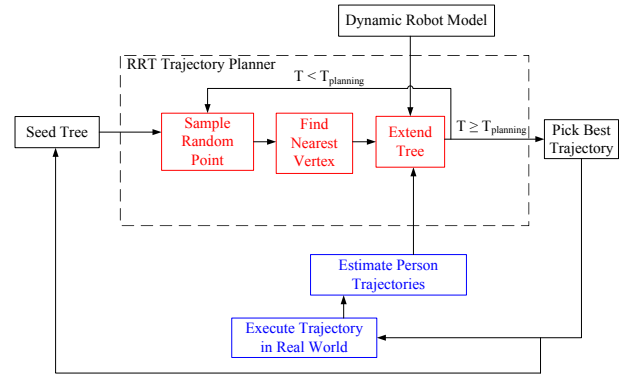 Dynamic Robot Model
RRT Trajectory Planner
T < Tplanning
Seed Tree
Sample
Random
Point
Find
Nearest
Vertex
Extend
Tree
T ≥ Tplanning
Pick Best
Trajectory
Estimate Person
Trajectories
Execute Trajectory
in Real World